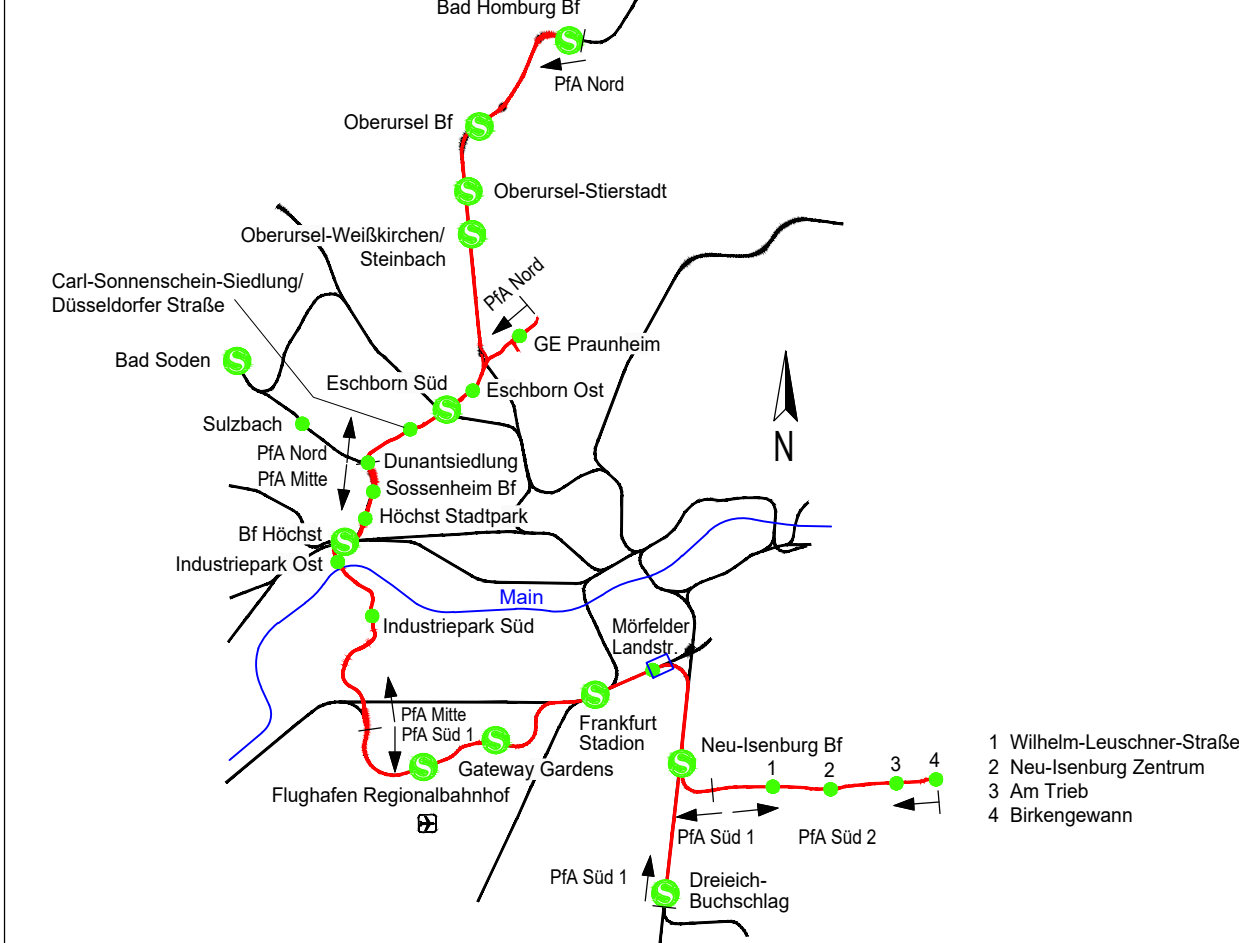 Bad Homburg Bf
PfA Nord
Oberursel Bf
Oberursel-Stierstadt
Oberursel-Weißkirchen/
Steinbach
PfA Nord
Carl-Sonnenschein-Siedlung/
Düsseldorfer Straße
GE Praunheim
Bad Soden
Eschborn Süd
Eschborn Ost
Sulzbach
PfA Nord
PfA Mitte
Dunantsiedlung
Sossenheim Bf
Höchst Stadtpark
N
Bf Höchst
Industriepark Ost
Main
Industriepark Süd
Mörfelder
Landstr.
PfA Mitte
PfA Süd 1
Frankfurt
Stadion
Gateway Gardens
Flughafen Regionalbahnhof
Neu-Isenburg Bf
1
2
3
4
PfA Süd 1
PfA Süd 2
PfA Süd 1
Dreieich-
Buchschlag
1 Wilhelm-Leuschner-Straße
2 Neu-Isenburg Zentrum
3 Am Trieb
4 Birkengewann
S
S
S
S
S
S
S
S
S
S
S
S